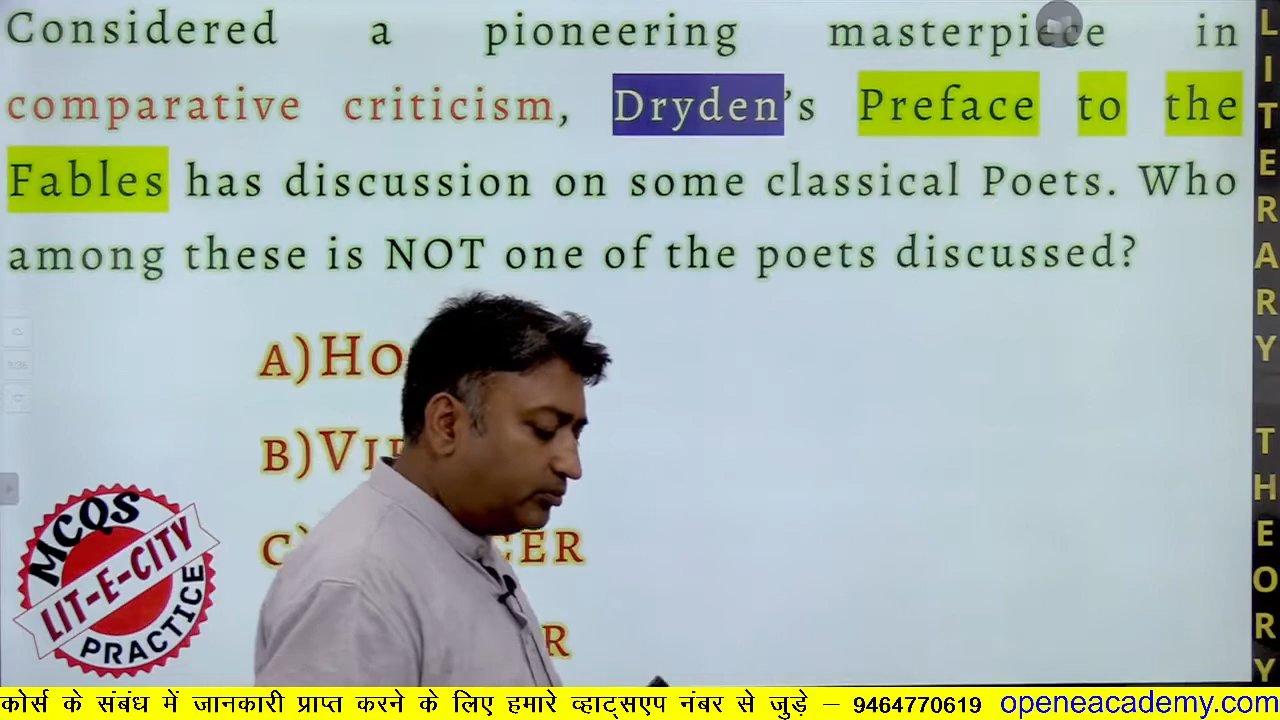 Considered a pioneering masterpiece in
comparative criticism, Dryden's Preface to the
Fables has discussion on some classical Poets. Who
among these is NOT one of the poets discussed?
A)
B)
MCQS
LIT-E-CITY
PRACTICE
LITERARY THEORY
कोर्स के संबंध में जानकारी प्राप्त करने के लिए हमारे व्हाट्सएप नंबर से जुड़े – 9464770619 openeacademy.com